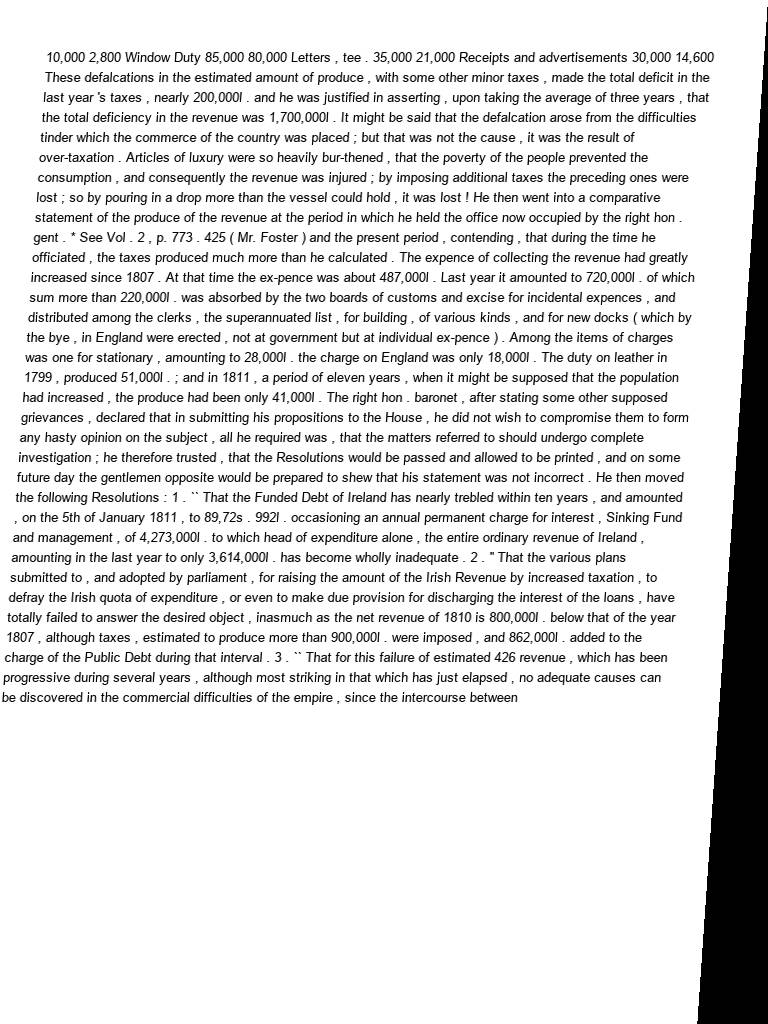 10,000 2,800 Window Duty 85,000 80,000 Letters , tee . 35,000 21,000 Receipts and advertisements 30,000 14,600
These defalcations in the estimated amount of produce , with some other minor taxes , made the total deficit in the
last year 's taxes , nearly 200,000l . and he was justified in asserting , upon taking the average of three years , that
the total deficiency in the revenue was 1,700,000l . It might be said that the defalcation arose from the difficulties
tinder which the commerce of the country was placed ; but that was not the cause , it was the result of
over-taxation . Articles of luxury were so heavily bur-thened , that the poverty of the people prevented the
consumption , and consequently the revenue was injured ; by imposing additional taxes the preceding ones were
lost ; so by pouring in a drop more than the vessel could hold , it was lost ! He then went into a comparative
statement of the produce of the revenue at the period in which he held the office now occupied by the right hon .
gent . * See Vol . 2 , p. 773 . 425 ( Mr. Foster ) and the present period , contending , that during the time he
officiated , the taxes produced much more than he calculated . The expence of collecting the revenue had greatly
increased since 1807 . At that time the ex-pence was about 487,000l . Last year it amounted to 720,000l . of which
sum more than 220,000l . was absorbed by the two boards of customs and excise for incidental expences , and
distributed among the clerks , the superannuated list , for building , of various kinds , and for new docks ( which by
the bye , in England were erected , not at government but at individual ex-pence ) . Among the items of charges
was one for stationary , amounting to 28,000l . the charge on England was only 18,000l . The duty on leather in
1799 , produced 51,000l . ; and in 1811 , a period of eleven years , when it might be supposed that the population
had increased , the produce had been only 41,000l . The right hon . baronet , after stating some other supposed
grievances , declared that in submitting his propositions to the House , he did not wish to compromise them to form
any hasty opinion on the subject , all he required was , that the matters referred to should undergo complete
investigation ; he therefore trusted , that the Resolutions would be passed and allowed to be printed , and on some
future day the gentlemen opposite would be prepared to shew that his statement was not incorrect . He then moved
the following Resolutions : 1 . `` That the Funded Debt of Ireland has nearly trebled within ten years , and amounted
, on the 5th of January 1811 , to 89,72s . 992l . occasioning an annual permanent charge for interest , Sinking Fund
and management , of 4,273,000l . to which head of expenditure alone , the entire ordinary revenue of Ireland ,
amounting in the last year to only 3,614,000l . has become wholly inadequate . 2 . " That the various plans
submitted to , and adopted by parliament , for raising the amount of the Irish Revenue by increased taxation , to
defray the Irish quota of expenditure , or even to make due provision for discharging the interest of the loans , have
totally failed to answer the desired object , inasmuch as the net revenue of 1810 is 800,000l . below that of the year
1807 , although taxes , estimated to produce more than 900,000l . were imposed , and 862,000l . added to the
charge of the Public Debt during that interval . 3 . `` That for this failure of estimated 426 revenue , which has been
progressive during several years , although most striking in that which has just elapsed , no adequate causes can
be discovered in the commercial difficulties of the empire , since the intercourse between